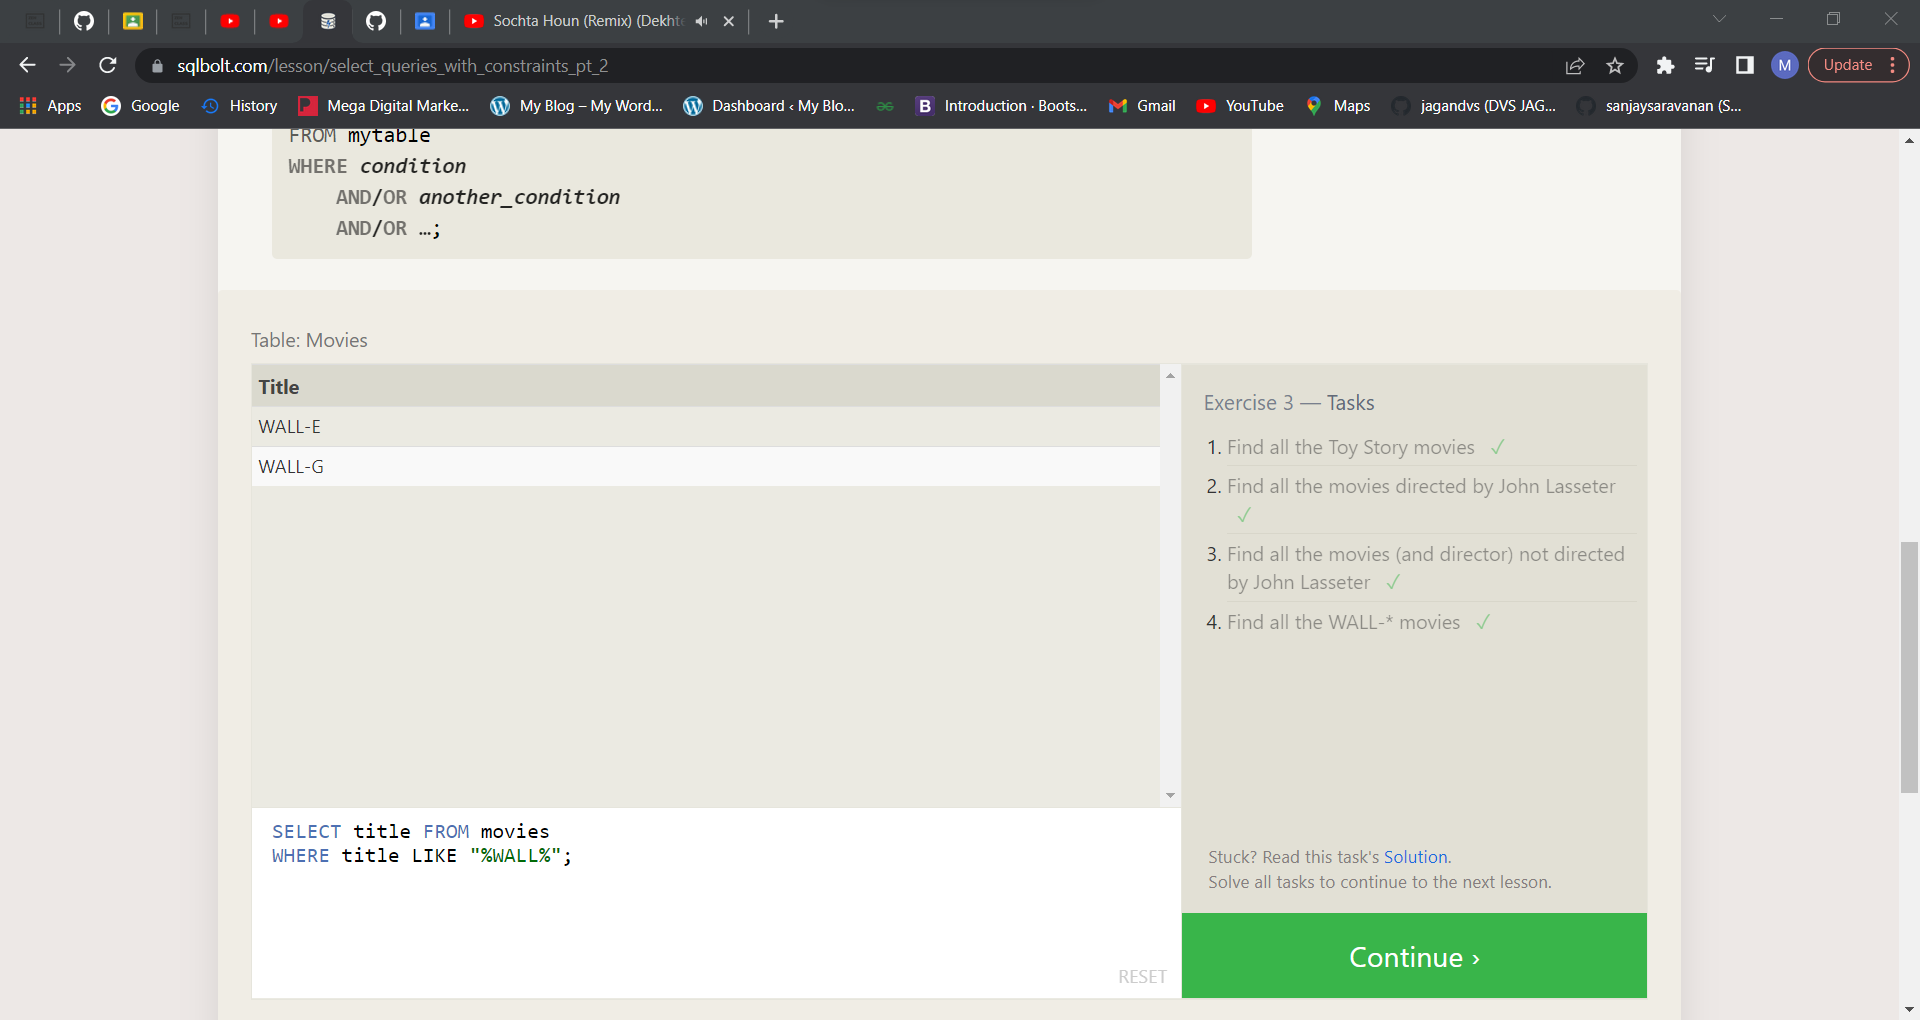 Sochta Houn (Remix) (Dekhte
sqlbolt.com/lesson/select_queries_with_constraints_pt_2
M
Update
Apps
Google
History
Mega Digital Marke...
My Blog – My Word...
Dashboard ‹ My Blo...
B
Introduction · Boots...
Gmail
YouTube
Maps
jagandvs (DVS JAG...
sanjaysaravanan (S...
FROM mytable
WHERE condition
AND/OR another_condition
AND/OR …;
Table: Movies
Title
WALL-E
WALL-G
SELECT title FROM movies
WHERE title LIKE "%WALL%";
RESET
Exercise 3 — Tasks
1. Find all the Toy Story movies ✓
2. Find all the movies directed by John Lasseter
✓
3. Find all the movies (and director) not directed
by John Lasseter ✓
4. Find all the WALL-* movies ✓
Stuck? Read this task's Solution.
Solve all tasks to continue to the next lesson.
Continue ›